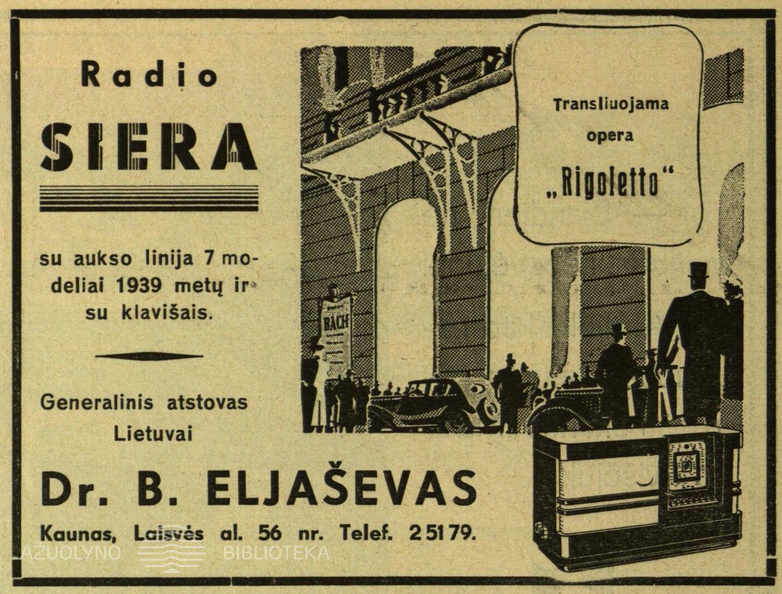 Radio
SIERA
su aukso linija 7 mo-
deliai 1939 metų ir
su klavišais.
Generalinis atstovas
Lietuvai
Dr. B. ELJAŠEVAS
Kaunas, Laisvės al. 56 nr. Telef. 25179.
Transliuojama
opera
„Rigoletto“
BACH
AZUOLYNO BIBLIOTEKA